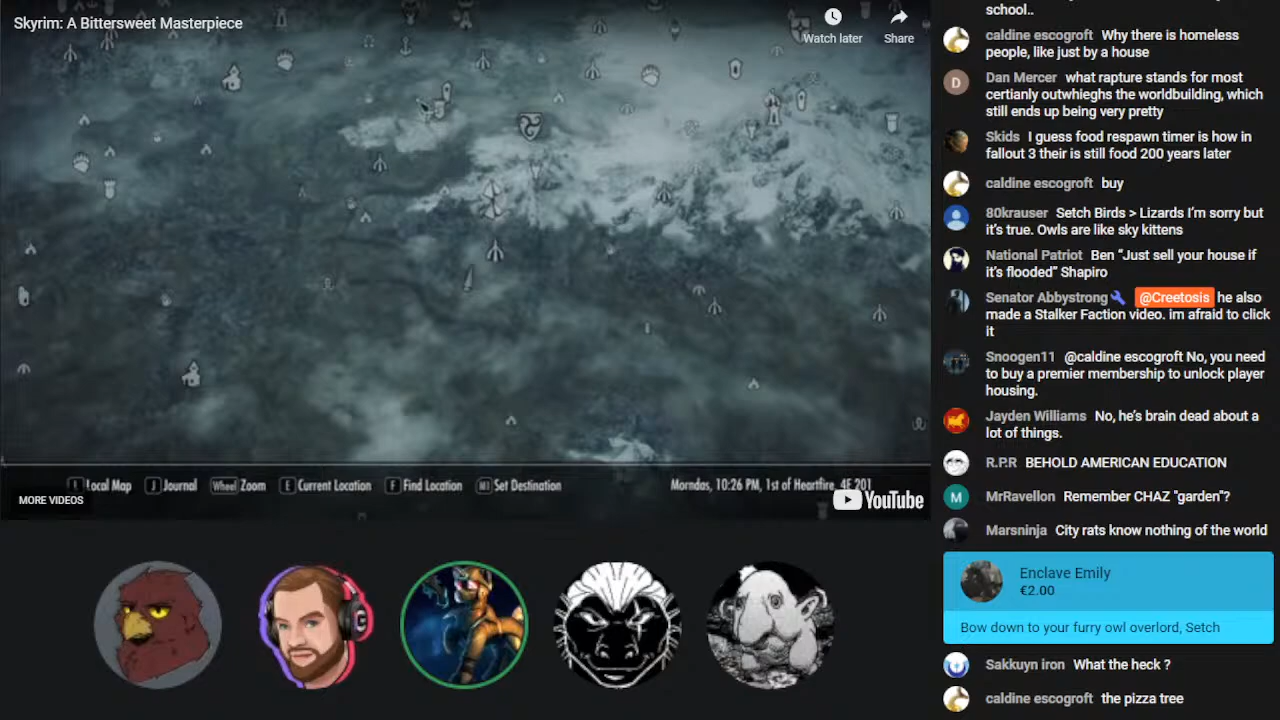 Skyrim: A Bittersweet Masterpiece
Watch later
Share
Local Map
Journal
Wheel Zoom
E Current Location
F Find Location
M1 Set Destination
Morndas, 10:26 PM, 1st of Heartfire, 4E 201
MORE VIDEOS
YouTube
school..
caldine escogroft Why there is homeless
people, like just by a house
D
Dan Mercer what rapture stands for most
certianly outwhieghs the worldbuilding, which
still ends up being very pretty
Skids I guess food respawn timer is how in
fallout 3 their is still food 200 years later
caldine escogroft buy
80krauser Setch Birds > Lizards I'm sorry but
it's true. Owls are like sky kittens
National Patriot Ben “Just sell your house if
it's flooded” Shapiro
Senator Abbystrong @Creetosis he also
made a Stalker Faction video. im afraid to click
it
Snoogen11 @caldine escogroft No, you need
to buy a premier membership to unlock player
housing.
Jayden Williams No, he's brain dead about a
lot of things.
R.P.R BEHOLD AMERICAN EDUCATION
M
MrRavellon Remember CHAZ "garden"?
Marsninja City rats know nothing of the world
Enclave Emily
€2.00
Bow down to your furry owl overlord, Setch
Sakkuyn iron What the heck ?
caldine escogroft the pizza tree